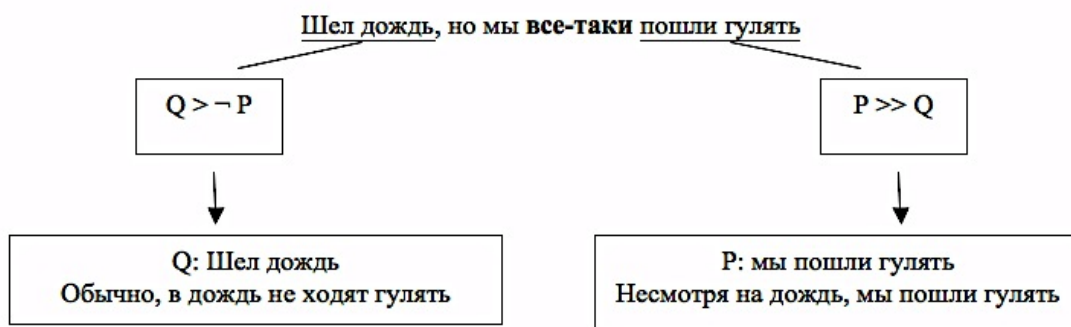 Шел дождь, но мы все-таки пошли гулять
Q > ¬ P
P >> Q
Q: Шел дождь
Обычно, в дождь не ходят гулять
P: мы пошли гулять
Несмотря на дождь, мы пошли гулять